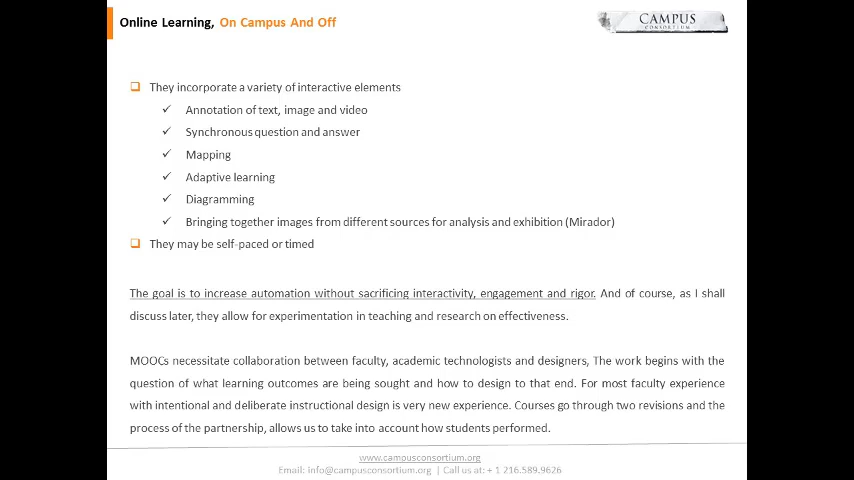 Online Learning, On Campus And Off
CAMPUS
CONSORTIUM
They incorporate a variety of interactive elements
Annotation of text, image and video
Synchronous question and answer
Mapping
Adaptive learning
Diagramming
Bringing together images from different sources for analysis and exhibition (Mirador)
They may be self-paced or timed
The goal is to increase automation without sacrificing interactivity, engagement and rigor. And of course, as I shall
discuss later, they allow for experimentation in teaching and research on effectiveness.
MOOCs necessitate collaboration between faculty, academic technologists and designers, The work begins with the
question of what learning outcomes are being sought and how to design to that end. For most faculty experience
with intentional and deliberate instructional design is very new experience. Courses go through two revisions and the
process of the partnership, allows us to take into account how students performed.
www.campusconsortium.org
Email: info@campusconsortium.org | Call us at: + 1 216.589.9626